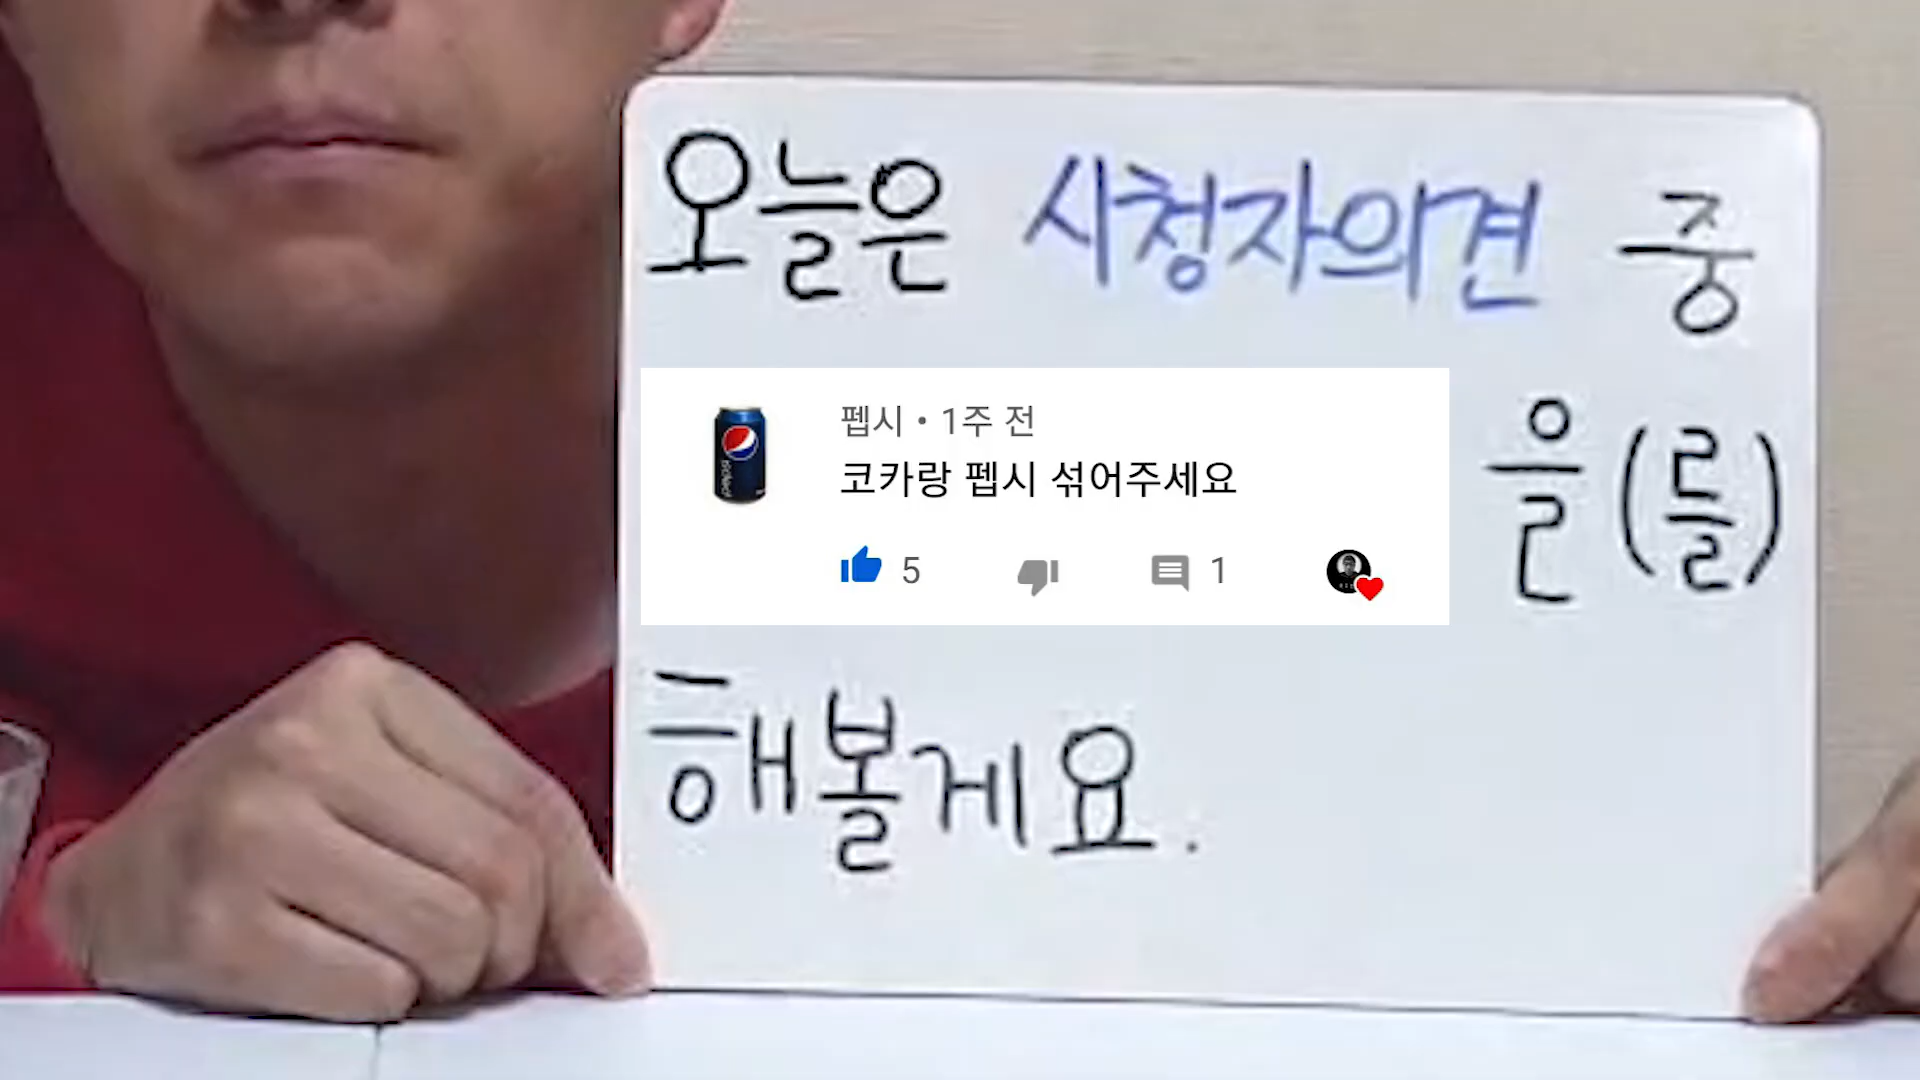 오늘은 시청자의견 중
펩시 • 1주 전
코카랑 펩시 섞어주세요
5 1
을(를)
해볼게요.